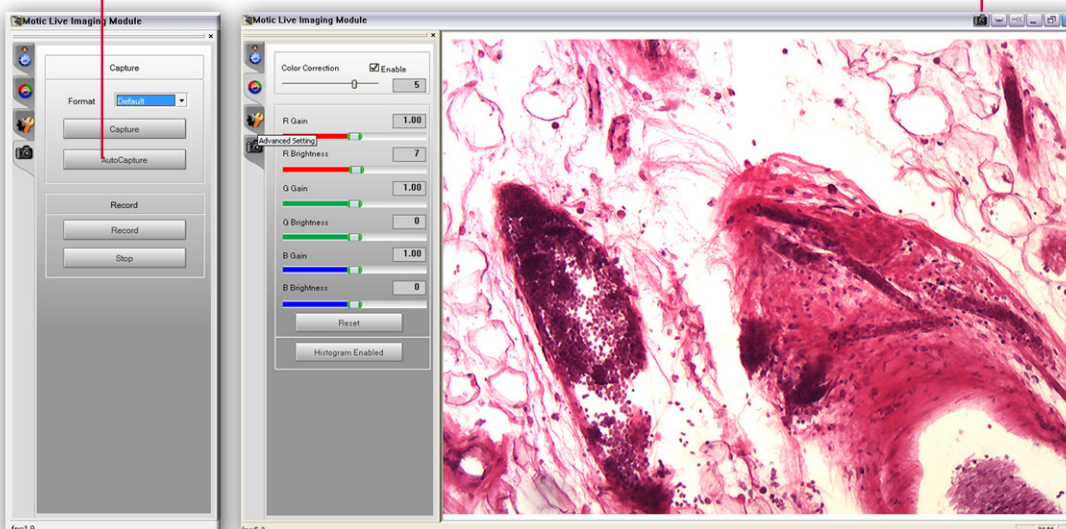 Motic Live Imaging Module
Capture
Format
Default
Capture
AutoCapture
Record
Record
Stop
Motic Live Imaging Module
Color Correction
Enable
5
R Gain
1.00
Advanced Setting
R Brightness
7
G Gain
1.00
G Brightness
0
B Gain
1.00
B Brightness
0
Reset
Histogram Enabled